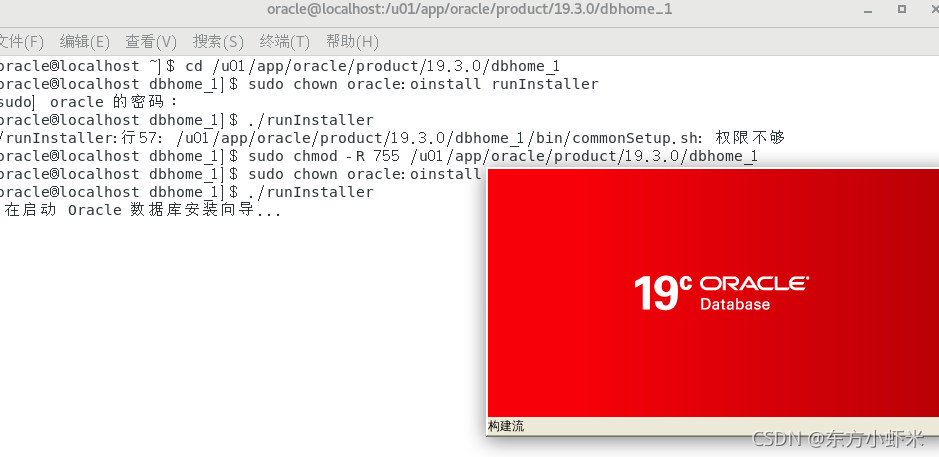 oracle@localhost:/u01/app/oracle/product/19.3.0/dbhome_1
文件(F) 编辑(E) 查看(V) 搜索(S) 终端(T) 帮助(H)
oracle@localhost ~]$ cd /u01/app/oracle/product/19.3.0/dbhome_1
oracle@localhost dbhome_1]$ sudo chown oracle:oinstall runInstaller
sudo] oracle 的密码：
oracle@localhost dbhome_1]$ ./runInstaller
/runInstaller:行57: /u01/app/oracle/product/19.3.0/dbhome_1/bin/commonSetup.sh: 权限不够
oracle@localhost dbhome_1]$ sudo chmod -R 755 /u01/app/oracle/product/19.3.0/dbhome_1
oracle@localhost dbhome_1]$ sudo chown oracle:oinstall
oracle@localhost dbhome_1]$ ./runInstaller
在启动 Oracle 数据库安装向导...
19c ORACLE®
Database
构建流
CSDN @东方小虾米